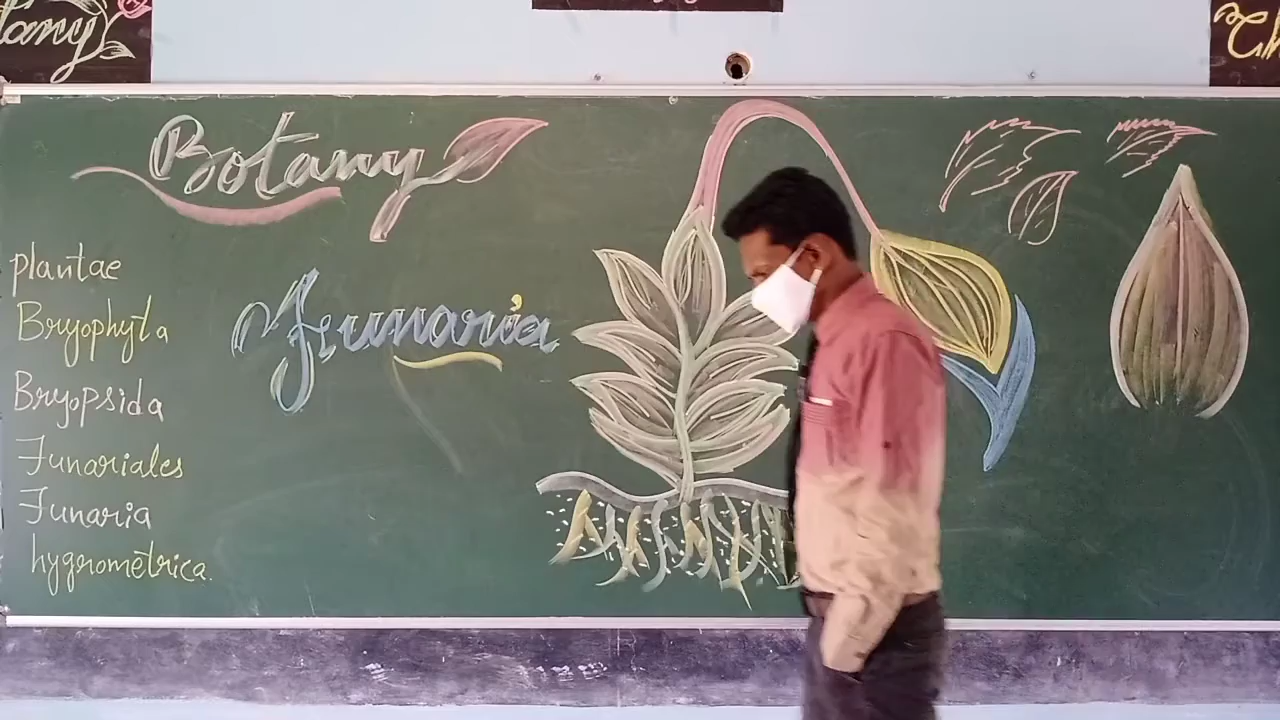 Botany
Funaria
plantae
Bryophyta
Bryopsida
Funariales
Funaria
hygrometrica.